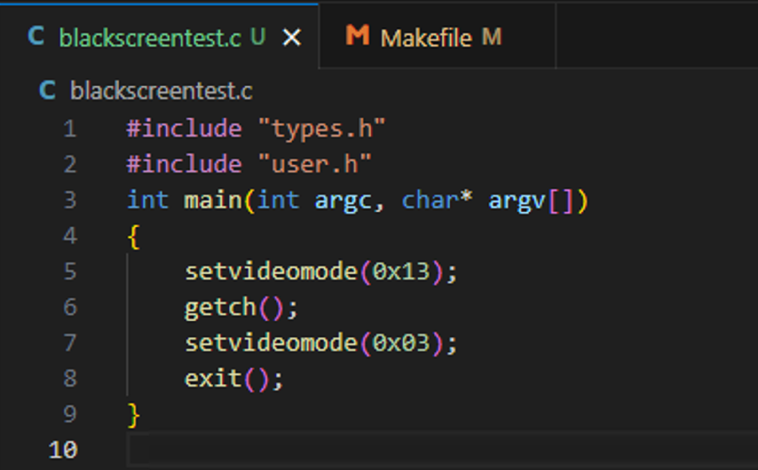 C blackscreentest.c U × M Makefile M
C blackscreentest.c
1 #include "types.h"
2 #include "user.h"
3 int main(int argc, char* argv[])
4 {
5     setvideomode(0x13);
6     getch();
7     setvideomode(0x03);
8     exit();
9 }
10